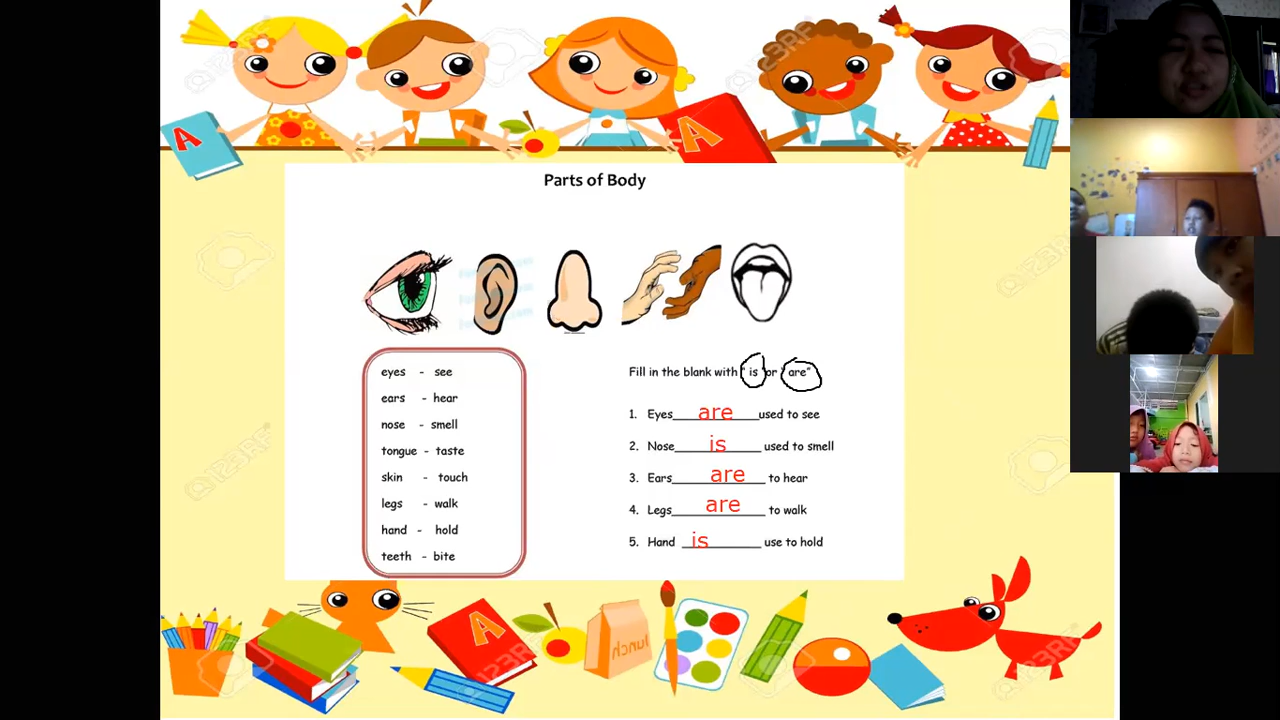 A
A
Parts of Body
eyes - see
ears - hear
nose - smell
tongue - taste
skin - touch
legs - walk
hand - hold
teeth - bite
Fill in the blank with " is "or " are"
1. Eyes are used to see
2. Nose is used to smell
3. Ears are to hear
4. Legs are to walk
5. Hand is use to hold
A
lunch
123RF